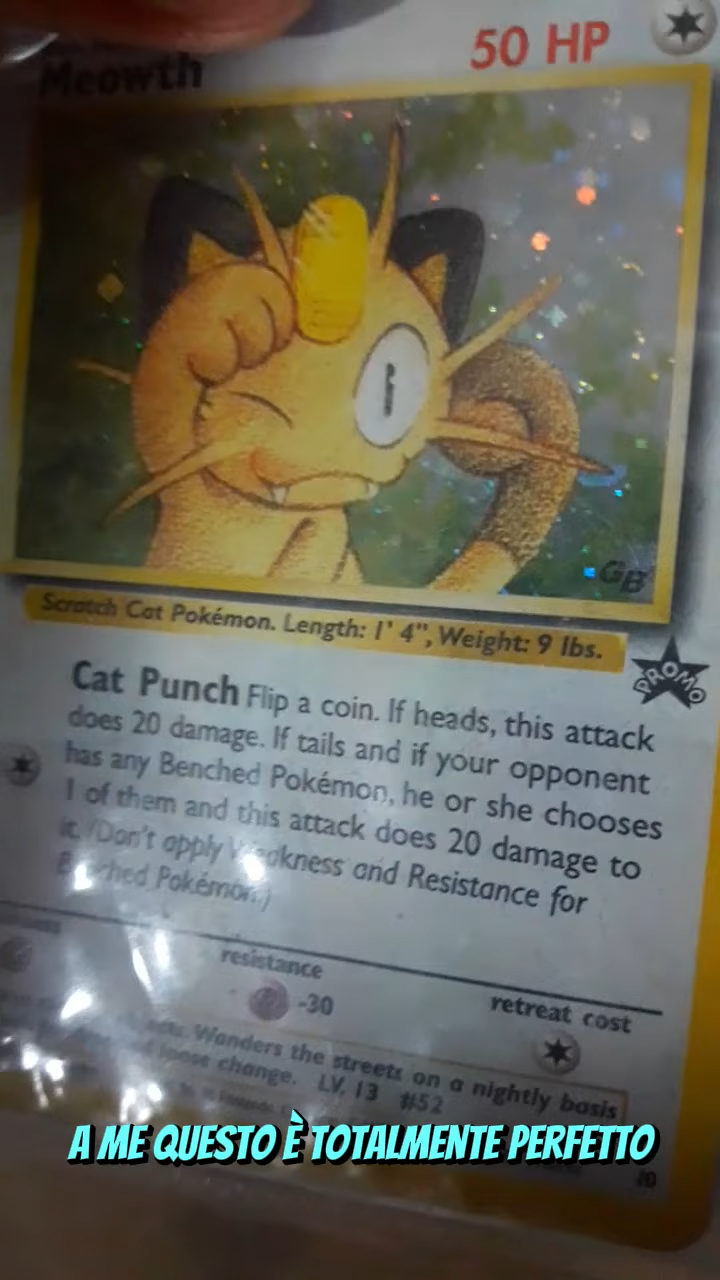 Meowth
50 HP
GB
Scratch Cat Pokémon. Length: 1' 4", Weight: 9 lbs.
PROMO
Cat Punch Flip a coin. If heads, this attack
does 20 damage. If tails and if your opponent
has any Benched Pokémon, he or she chooses
1 of them and this attack does 20 damage to
it. (Don't apply Weakness and Resistance for
Benched Pokémon.)
resistance
-30
retreat cost
Wanders the streets on a nightly basis
loose change. LV. 13 #52
A ME QUESTO È TOTALMENTE PERFETTO